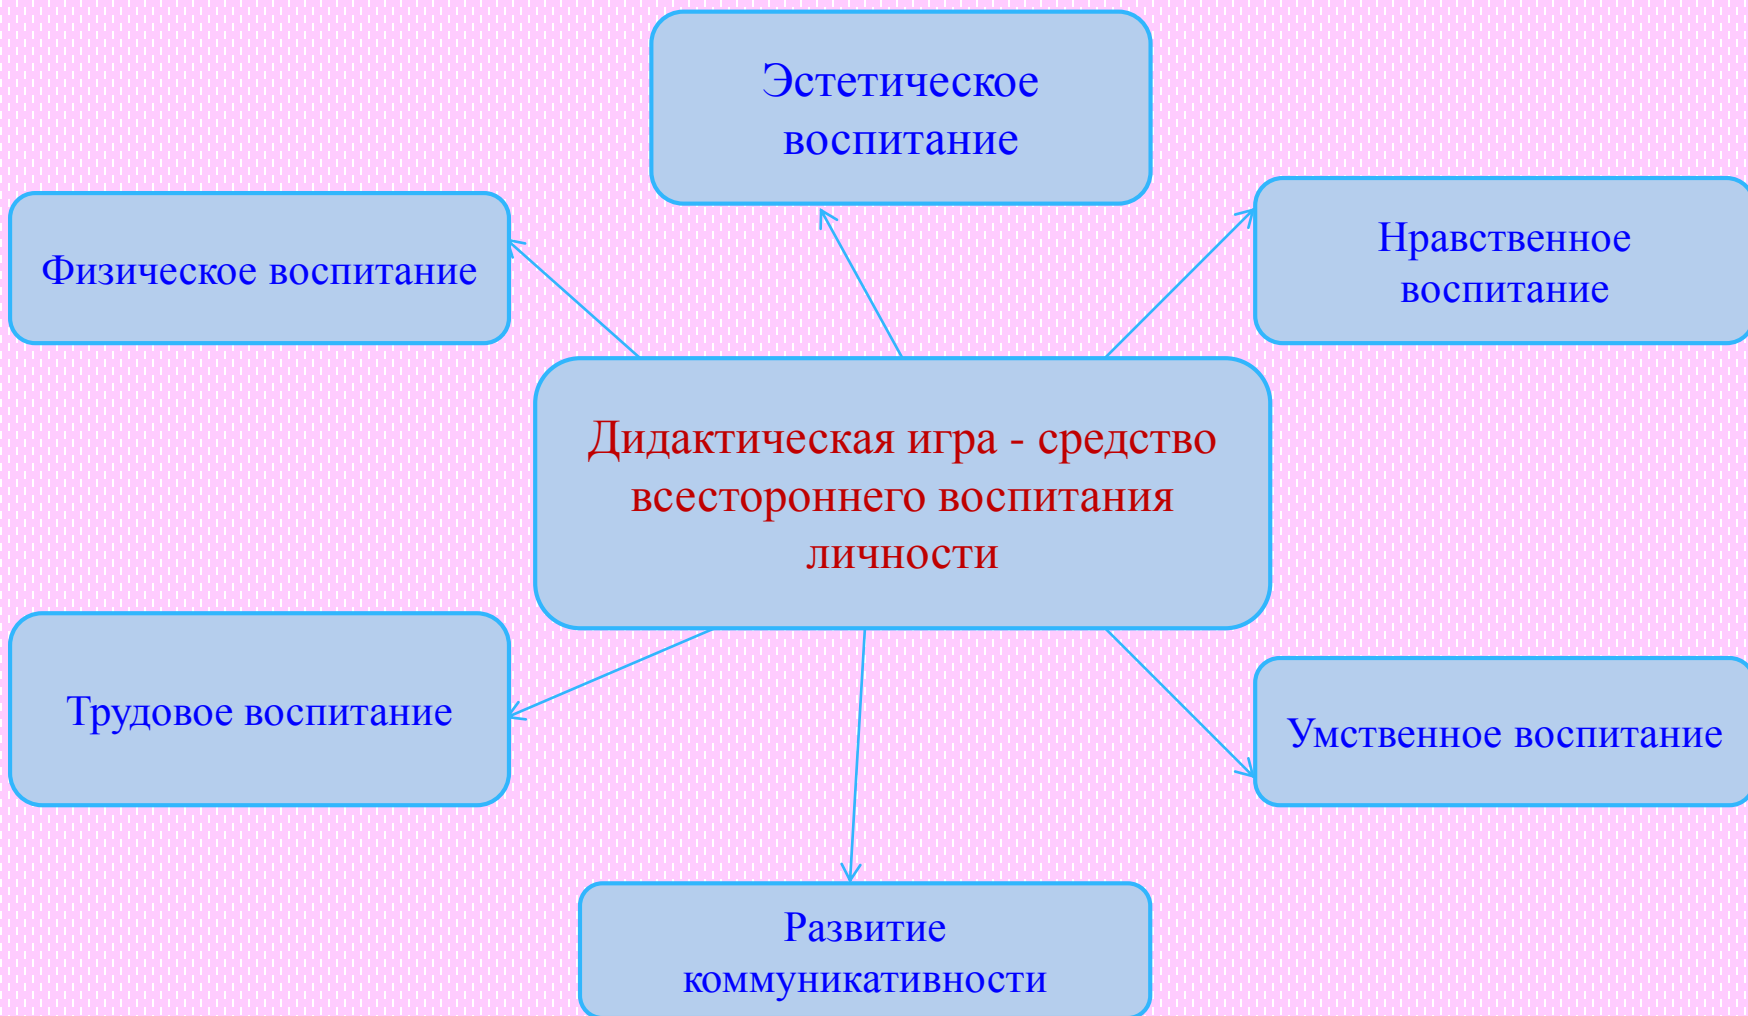 Эстетическое
воспитание
Физическое воспитание
Нравственное
воспитание
Дидактическая игра - средство
всестороннего воспитания
личности
Трудовое воспитание
Умственное воспитание
Развитие
коммуникативности